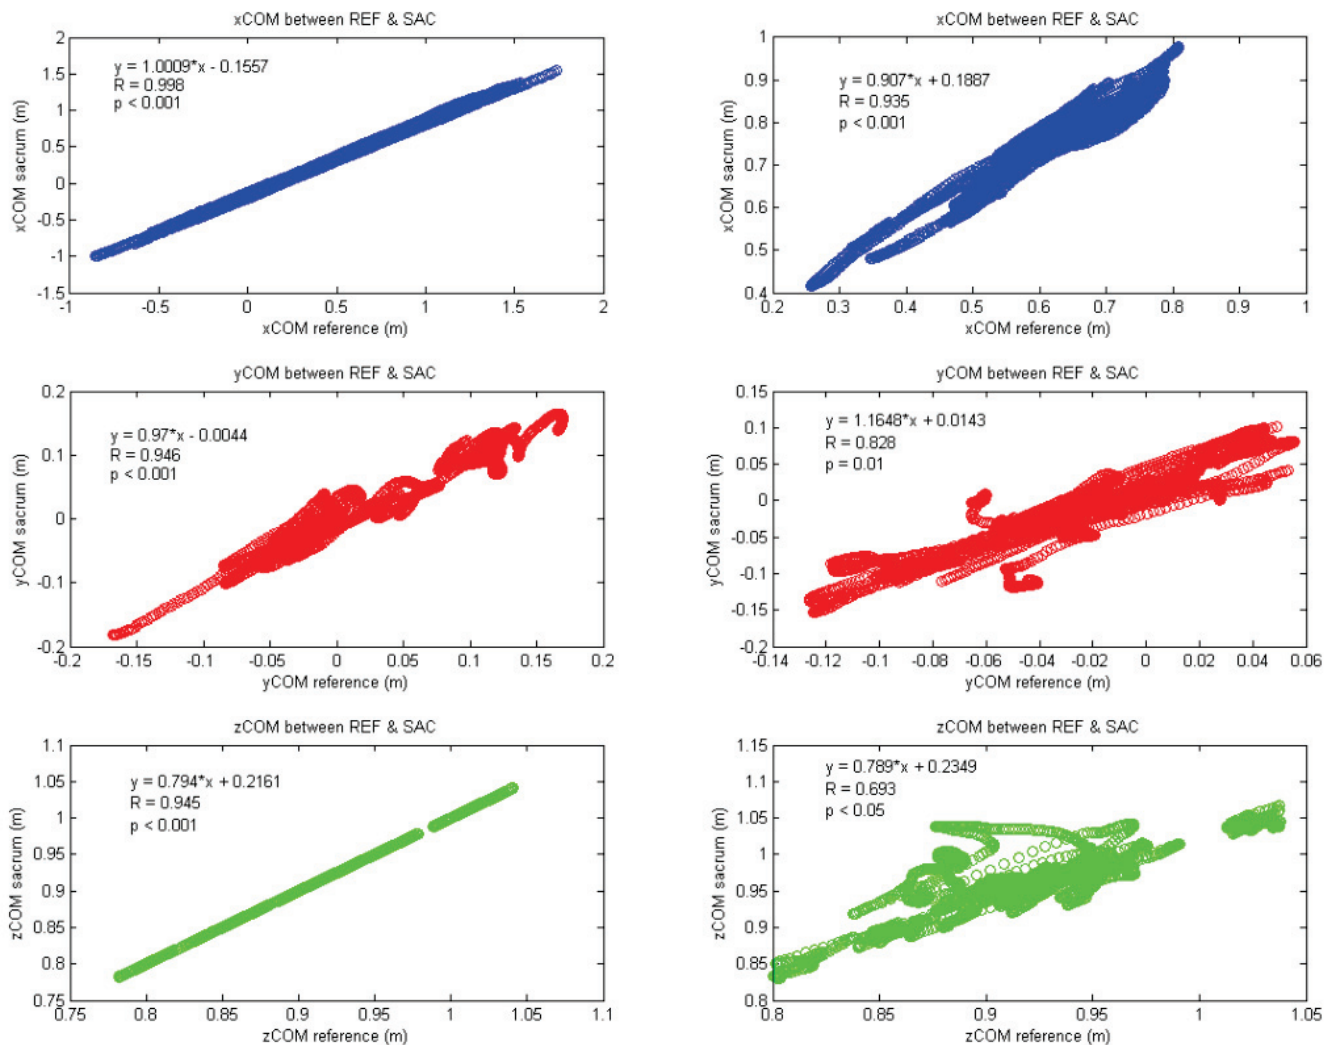 xCOM between REF & SAC
y = 1.0009*x - 0.1557
R = 0.998
p < 0.001
2
1.5
1
0.5
0
-0.5
-1
-1.5
xCOM sacrum (m)
-1
-0.5
0
0.5
1
1.5
2
xCOM reference (m)
xCOM between REF & SAC
y = 0.907*x + 0.1887
R = 0.935
p < 0.001
1
0.9
0.8
0.7
0.6
0.5
0.4
xCOM sacrum (m)
0.2
0.3
0.4
0.5
0.6
0.7
0.8
0.9
1
xCOM reference (m)
yCOM between REF & SAC
y = 0.97*x - 0.0044
R = 0.946
p < 0.001
0.2
0.1
0
-0.1
-0.2
yCOM sacrum (m)
-0.2
-0.15
-0.1
-0.05
0
0.05
0.1
0.15
0.2
yCOM reference (m)
yCOM between REF & SAC
y = 1.1648*x + 0.0143
R = 0.828
p = 0.01
0.15
0.1
0.05
0
-0.05
-0.1
-0.15
-0.2
yCOM sacrum (m)
-0.14
-0.12
-0.1
-0.08
-0.06
-0.04
-0.02
0
0.02
0.04
0.06
yCOM reference (m)
zCOM between REF & SAC
y = 0.794*x + 0.2161
R = 0.945
p < 0.001
1.1
1.05
1
0.95
0.9
0.85
0.8
0.75
zCOM sacrum (m)
0.75
0.8
0.85
0.9
0.95
1
1.05
1.1
zCOM reference (m)
zCOM between REF & SAC
y = 0.789*x + 0.2349
R = 0.693
p < 0.05
1.15
1.1
1.05
1
0.95
0.9
0.85
0.8
zCOM sacrum (m)
0.8
0.85
0.9
0.95
1
1.05
zCOM reference (m)